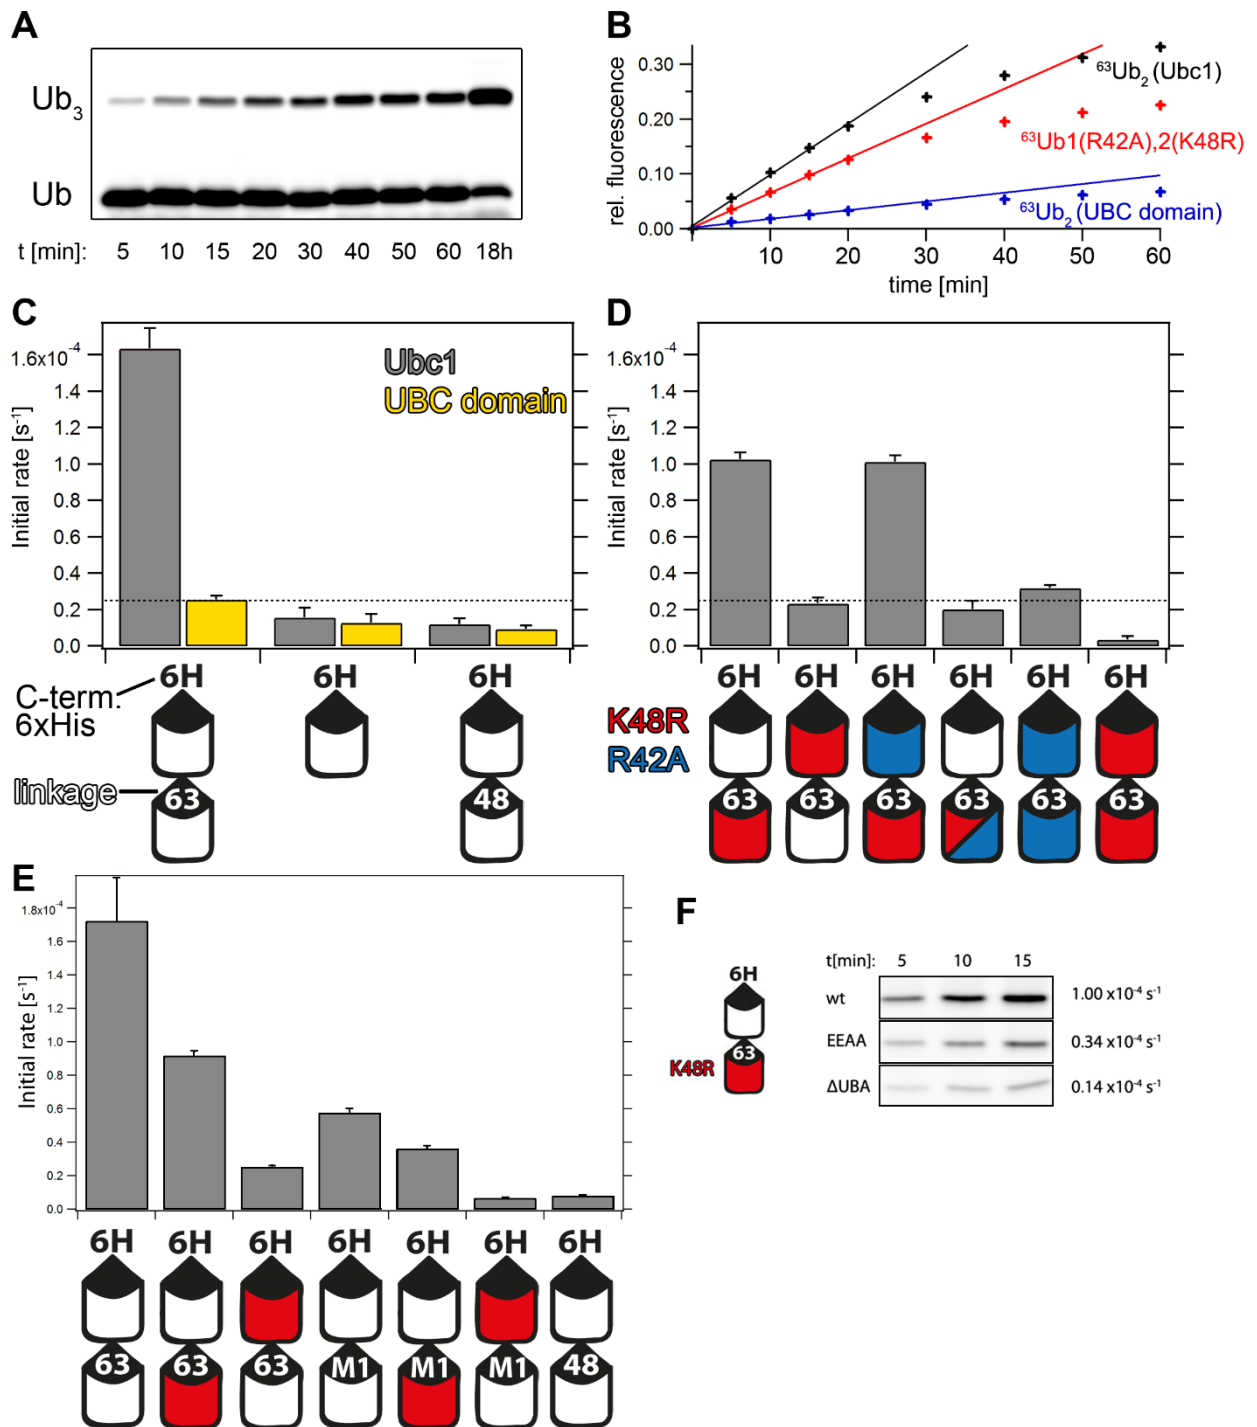 A
Ub3
Ub
t [min]: 5 10 15 20 30 40 50 60 18h
B
rel. fluorescence
0.30
0.20
0.10
0.00
63Ub2 (Ubc1)
63Ub1(R42A),2(K48R)
63Ub2 (UBC domain)
10 20 30 40 50 60
time [min]
C
Initial rate [s-1]
1.6x10-4
1.4
1.2
1.0
0.8
0.6
0.4
0.2
0.0
Ubc1
UBC domain
C-term. 6H 6H 6H
6xHis
linkage 63 48
D
Initial rate [s-1]
1.6x10-4
1.4
1.2
1.0
0.8
0.6
0.4
0.2
0.0
6H 6H 6H 6H 6H 6H
K48R
R42A
63 63 63 63 63 63
E
Initial rate [s-1]
1.8x10-4
1.6
1.4
1.2
1.0
0.8
0.6
0.4
0.2
0.0
6H 6H 6H 6H 6H 6H 6H
63 63 63 M1 M1 M1 48
F
6H
63
K48R
t[min]: 5 10 15
wt 1.00 x10-4 s-1
EEAA 0.34 x10-4 s-1
ΔUBA 0.14 x10-4 s-1